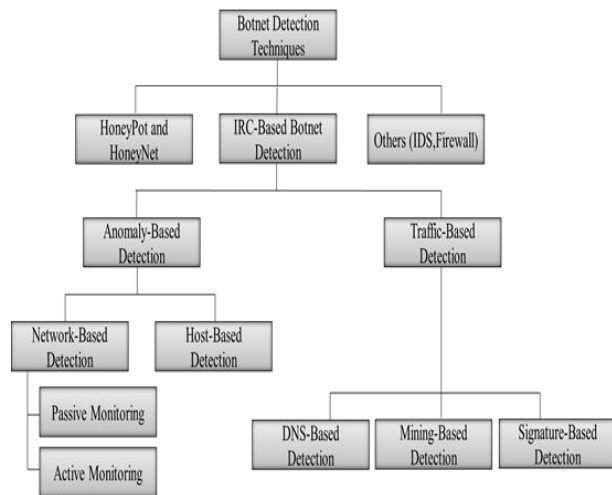 Botnet Detection
Techniques
HoneyPot and
HoneyNet
IRC-Based Botnet
Detection
Others (IDS,Firewall)
Anomaly-Based
Detection
Traffic-Based
Detection
Network-Based
Detection
Host-Based
Detection
Passive Monitoring
Active Monitoring
DNS-Based
Detection
Mining-Based
Detection
Signature-Based
Detection